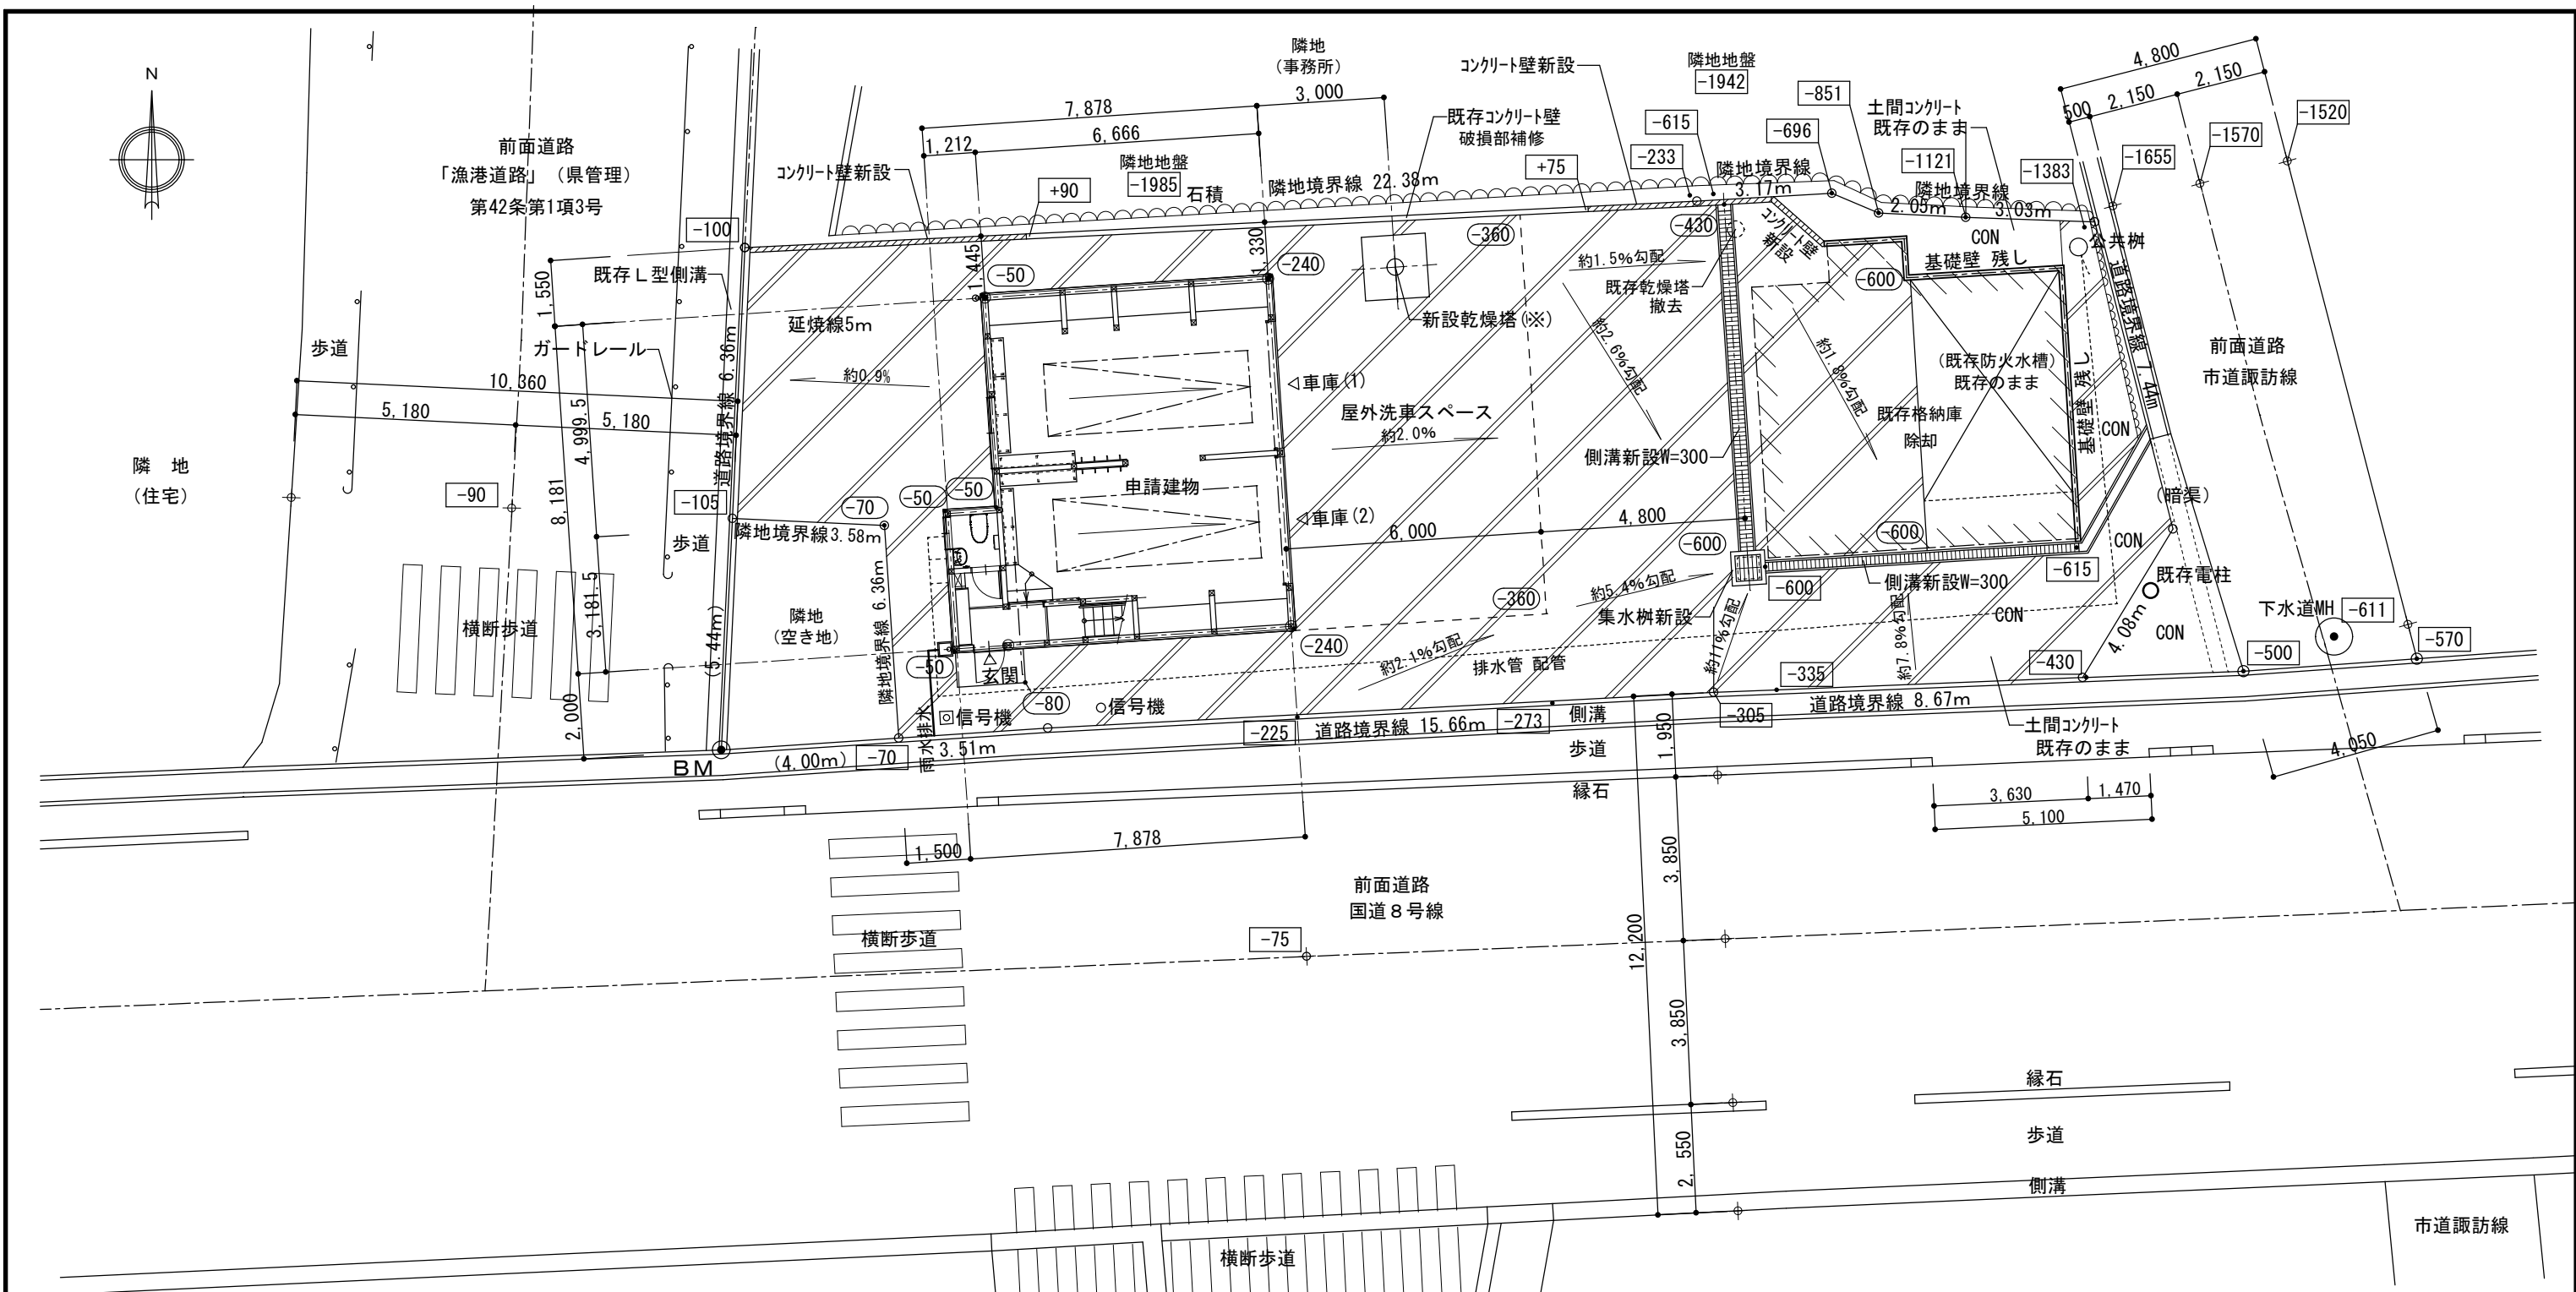 N
前面道路
「漁港道路」（県管理）
第42条第1項3号
隣地
（事務所）
コンクリート壁新設
隣地地盤
-1942
4,800
2,150
2,150
500
7,878
3,000
6,666
1,212
コンクリート壁新設
隣地地盤
-1985
+90
石積
隣地境界線 22.38m
既存コンクリート壁
破損部補修
+75
-615
-233
-696
-851
隣地境界線
3.17m
土間コンクリート
既存のまま
-1121
隣地境界線
2.05m
3.03m
-1383
-1655
-1570
-1520
-100
既存Ｌ型側溝
1,550
1,445
1,330
-50
-240
-360
-430
約1.5%勾配
既存乾燥塔
撤去
コンクリート壁
新設
CON
基礎壁 残し
公共桝
-600
延焼線5m
新設乾燥塔(※)
歩道
ガードレール
道路境界線 6.36m
約0.9%
車庫(1)
約2.6%勾配
約1.8%勾配
（既存防火水槽）
既存のまま
道路境界線 7.44m
前面道路
市道諏訪線
10,360
5,180
5,180
4,999.5
8,181
屋外洗車スペース
約2.0%
既存格納庫
除却
基礎壁 残し
CON
側溝新設W=300
隣 地
（住宅）
-90
-105
-70
-50
-50
申請建物
車庫(2)
6,000
4,800
（暗渠）
隣地境界線3.58m
歩道
-600
-600
CON
3,181.5
横断歩道
隣地
（空き地）
隣地境界線 6.36m
(5.44m)
-360
約5.4%勾配
集水桝新設
-600
側溝新設W=300
-615
既存電柱
CON
下水道MH
-611
4.08m
CON
-50
玄関
-240
約2.1%勾配
排水管 配管
約11%勾配
約7.8%勾配
-430
-500
-570
2,000
雨水排水
信号機
-80
信号機
-335
-305
道路境界線 8.67m
BM
(4.00m)
-70
3.51m
-225
道路境界線 15.66m
-273
側溝
歩道
1,950
土間コンクリート
既存のまま
4,050
縁石
3,630
1,470
5,100
1,500
7,878
3,850
前面道路
国道８号線
12,200
横断歩道
-75
3,850
縁石
2,550
歩道
側溝
横断歩道
市道諏訪線